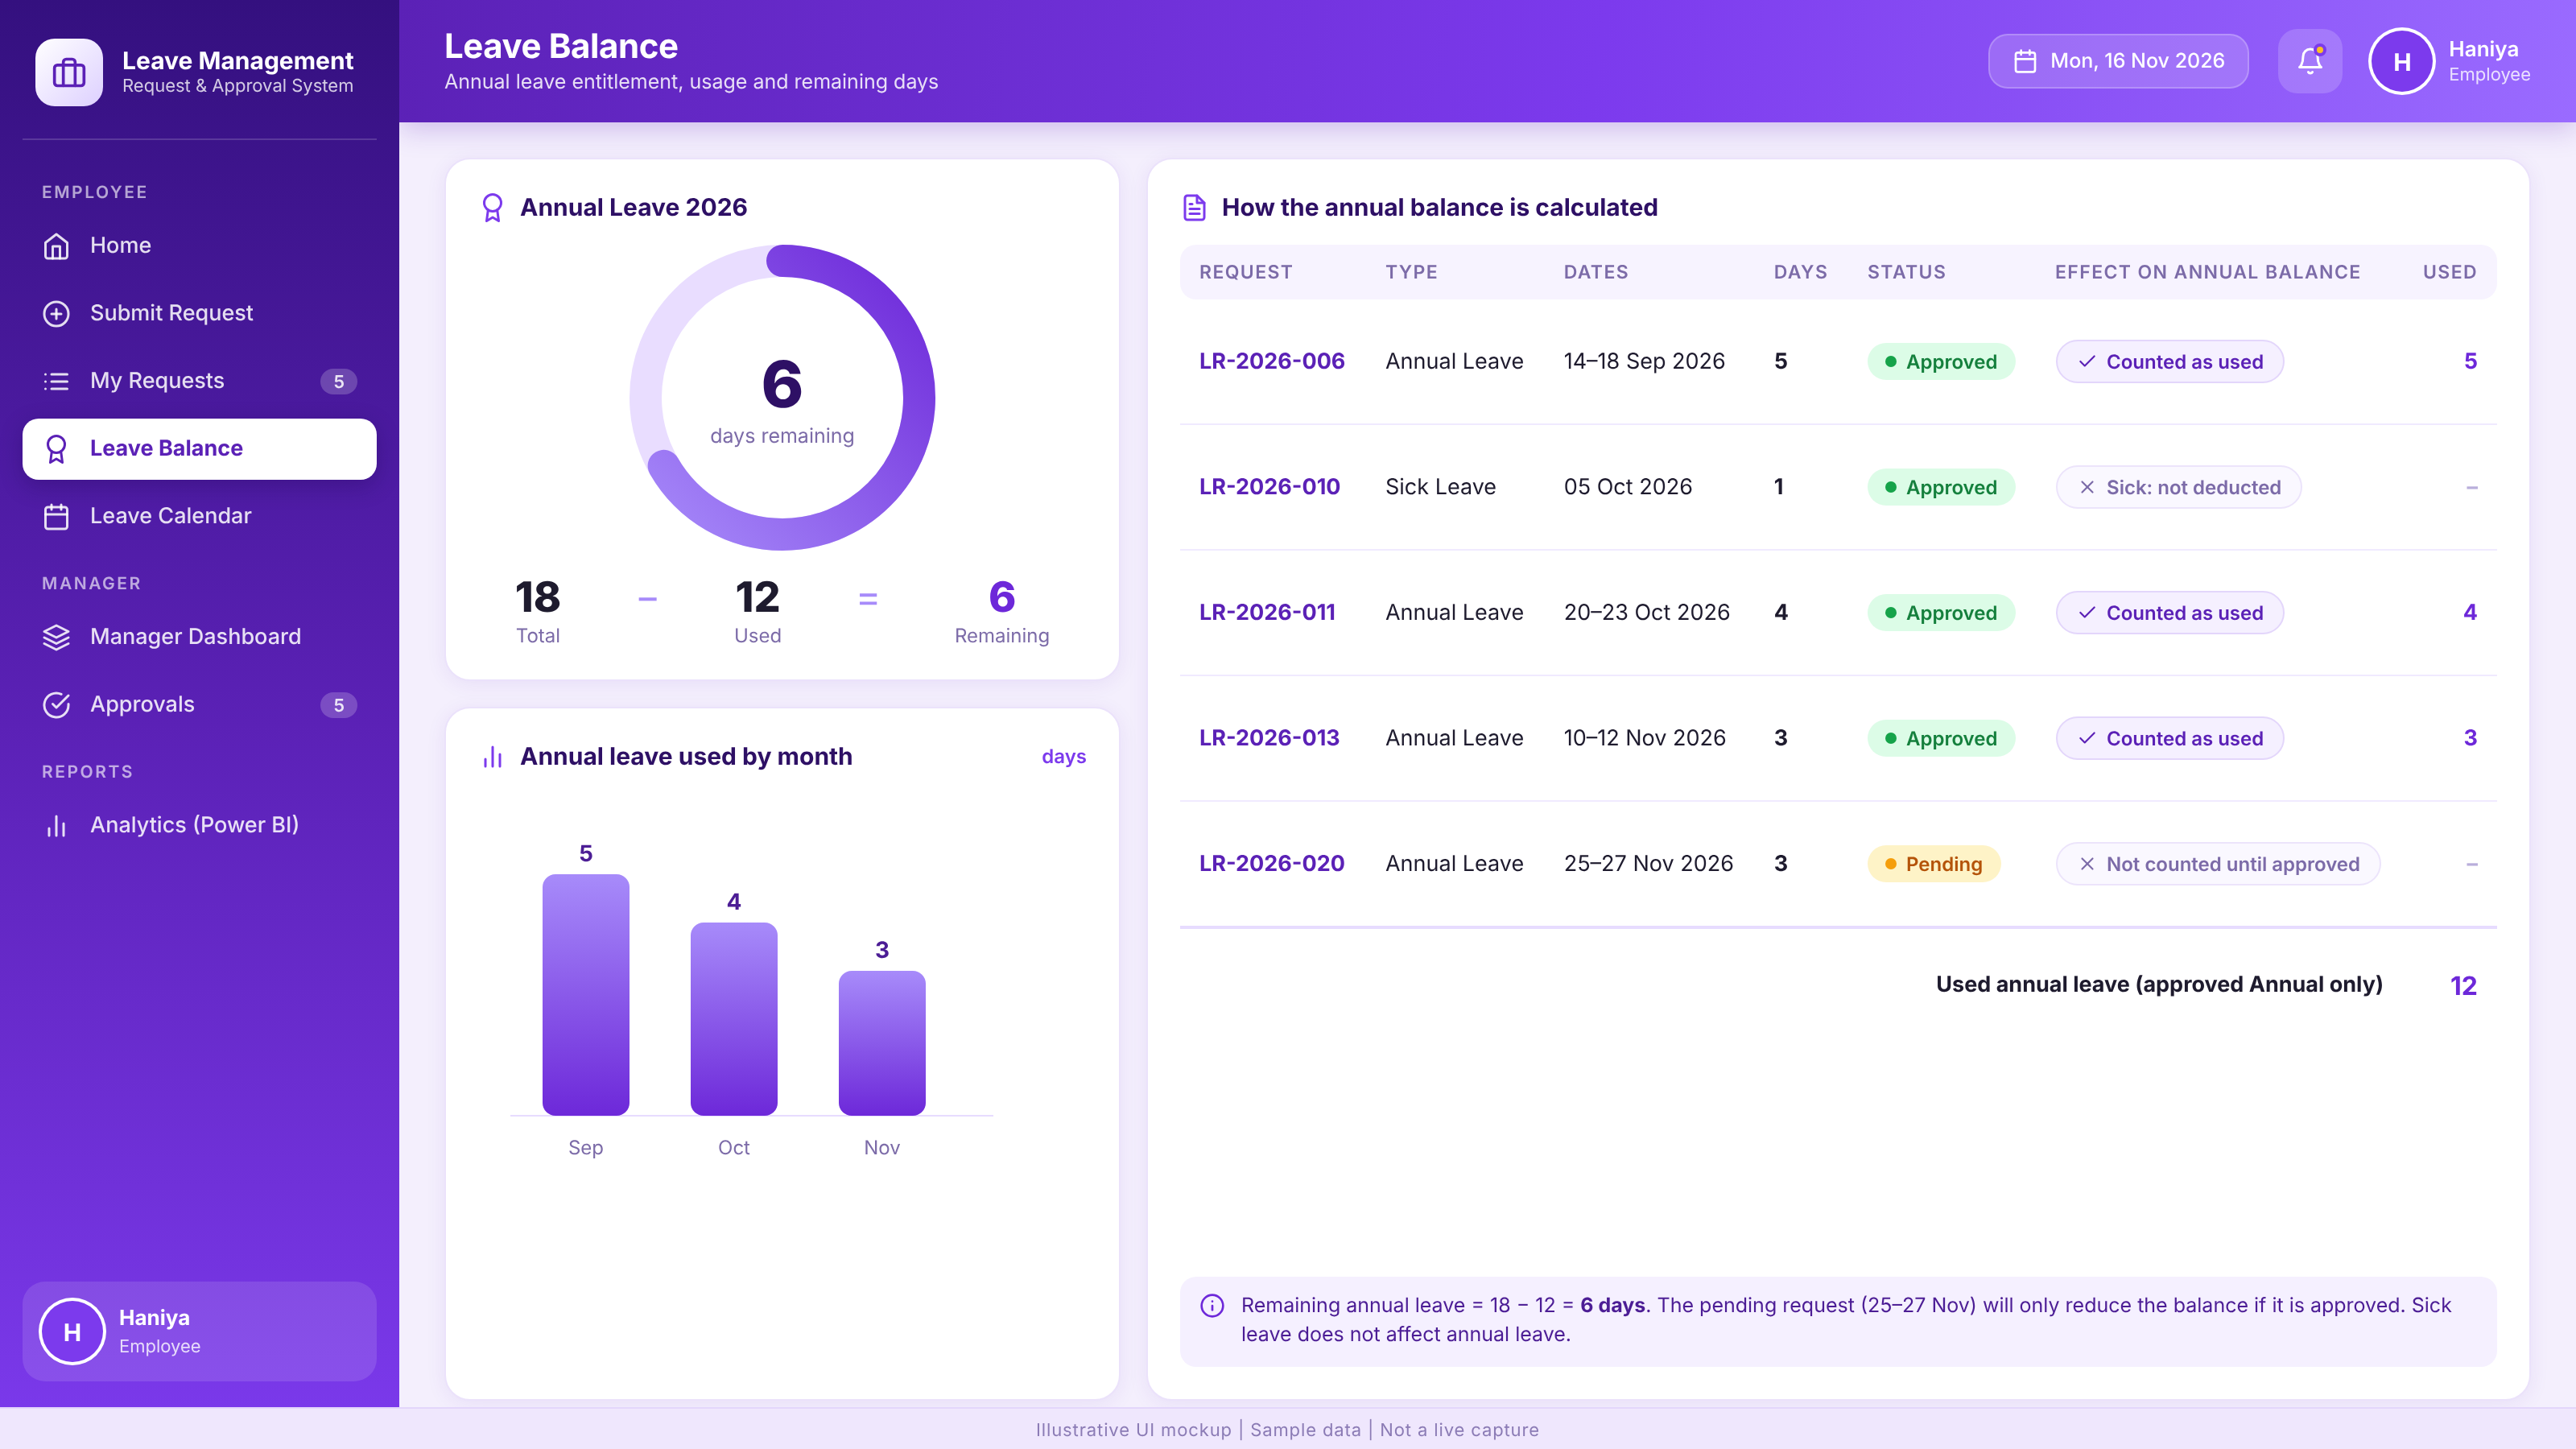 Leave Management
Request & Approval System
EMPLOYEE
Home
Submit Request
My Requests 5
Leave Balance
Leave Calendar
MANAGER
Manager Dashboard
Approvals 5
REPORTS
Analytics (Power BI)
H
Haniya
Employee
Leave Balance
Annual leave entitlement, usage and remaining days
Mon, 16 Nov 2026
H
Haniya
Employee
Annual Leave 2026
6
days remaining
18 – 12 = 6
Total Used Remaining
Annual leave used by month days
5
4
3
Sep Oct Nov
How the annual balance is calculated
REQUEST TYPE DATES DAYS STATUS EFFECT ON ANNUAL BALANCE USED
LR-2026-006 Annual Leave 14–18 Sep 2026 5 Approved Counted as used 5
LR-2026-010 Sick Leave 05 Oct 2026 1 Approved Sick: not deducted –
LR-2026-011 Annual Leave 20–23 Oct 2026 4 Approved Counted as used 4
LR-2026-013 Annual Leave 10–12 Nov 2026 3 Approved Counted as used 3
LR-2026-020 Annual Leave 25–27 Nov 2026 3 Pending Not counted until approved –
Used annual leave (approved Annual only) 12
Remaining annual leave = 18 − 12 = 6 days. The pending request (25–27 Nov) will only reduce the balance if it is approved. Sick
leave does not affect annual leave.
Illustrative UI mockup | Sample data | Not a live capture